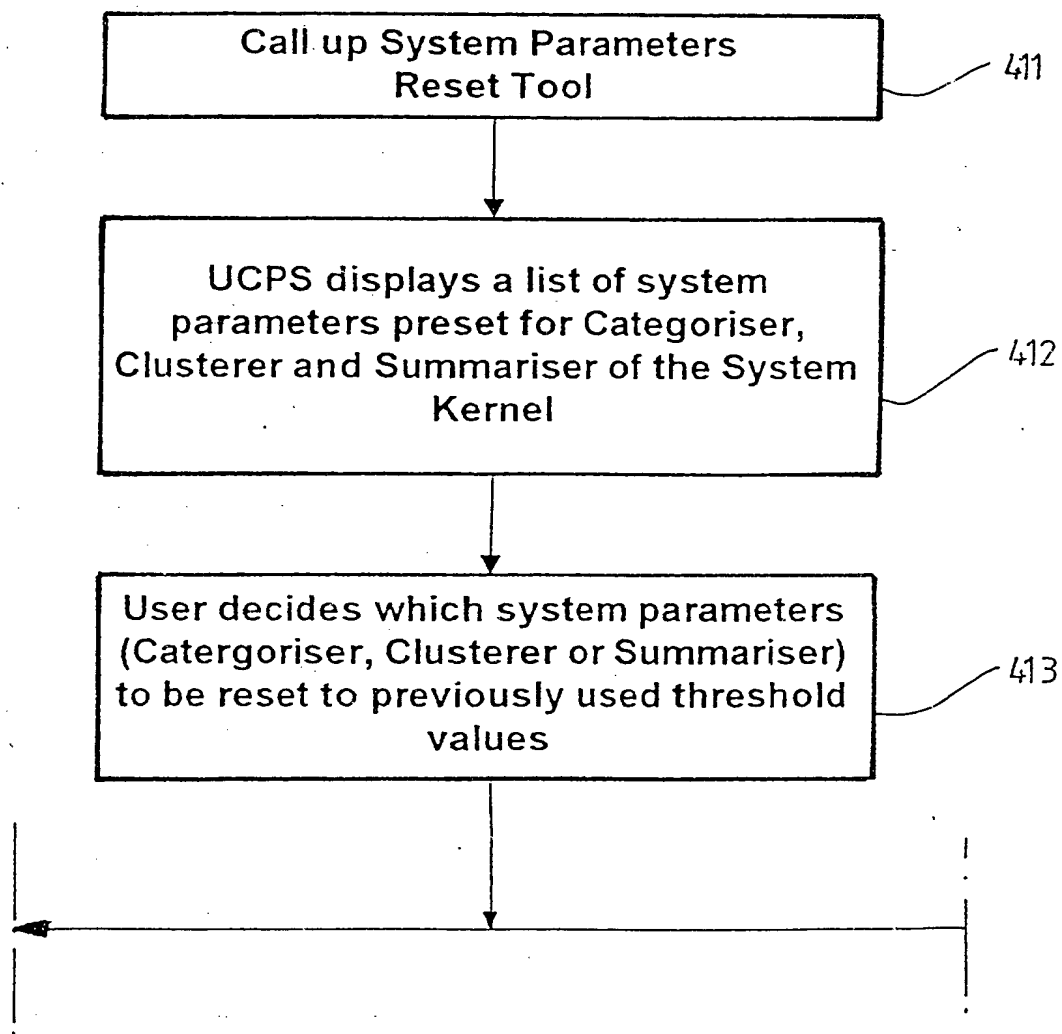 Call up System Parameters
Reset Tool
411
UCPS displays a list of system
parameters preset for Categoriser,
Clusterer and Summariser of the System
Kernel
412
User decides which system parameters
(Catergoriser, Clusterer or Summariser)
to be reset to previously used threshold
values
413